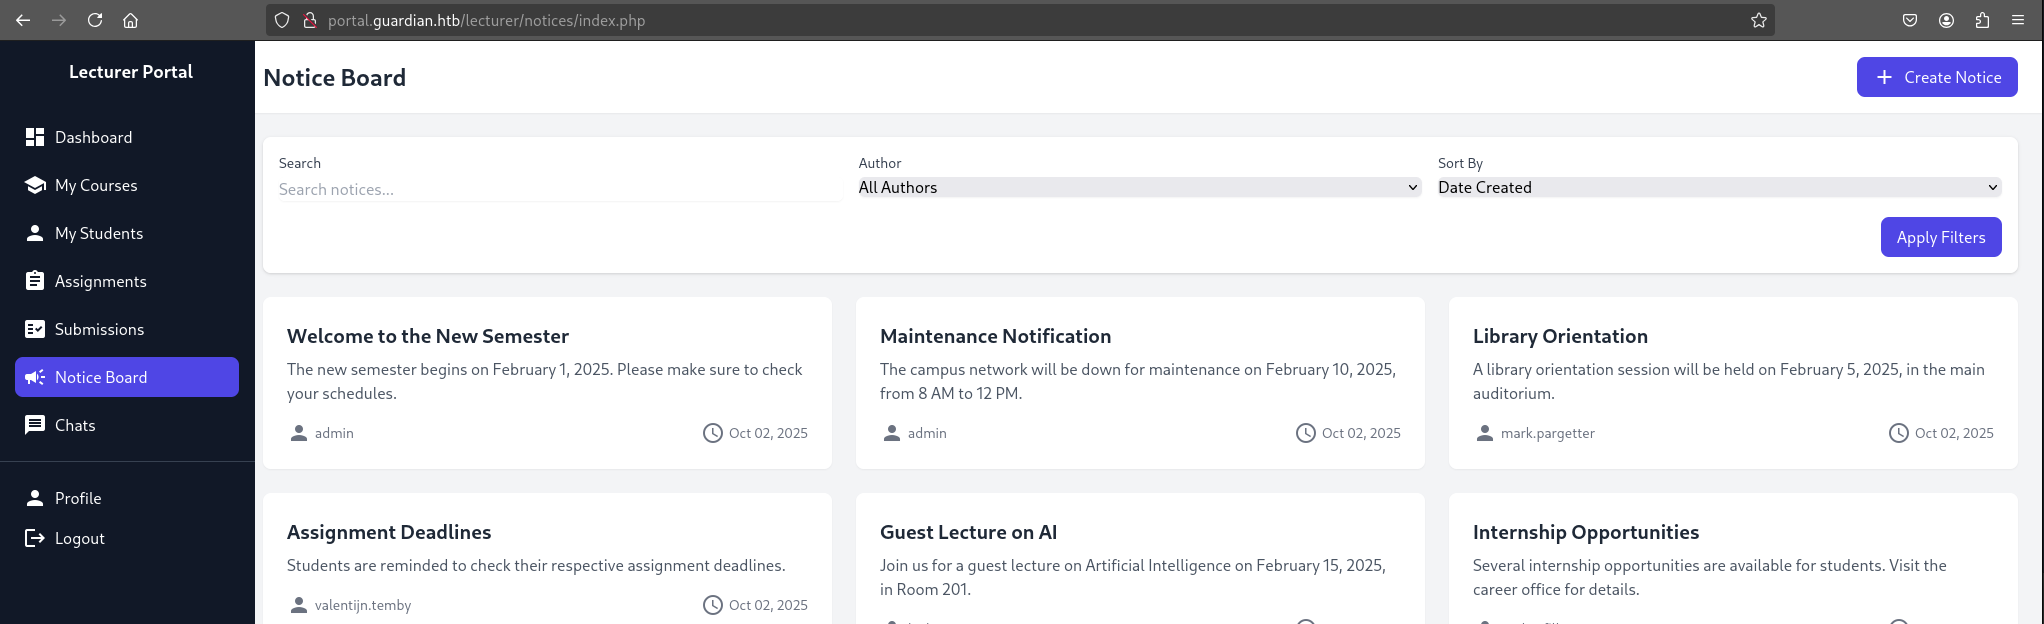 portal.guardian.htb/lecturer/notices/index.php
Lecturer Portal
Dashboard
My Courses
My Students
Assignments
Submissions
Notice Board
Chats
Profile
Logout
Notice Board
Create Notice
Search
Search notices...
Author
All Authors
Sort By
Date Created
Apply Filters
Welcome to the New Semester
The new semester begins on February 1, 2025. Please make sure to check
your schedules.
admin
Oct 02, 2025
Maintenance Notification
The campus network will be down for maintenance on February 10, 2025,
from 8 AM to 12 PM.
admin
Oct 02, 2025
Library Orientation
A library orientation session will be held on February 5, 2025, in the main
auditorium.
mark.pargetter
Oct 02, 2025
Assignment Deadlines
Students are reminded to check their respective assignment deadlines.
valentijn.temby
Oct 02, 2025
Guest Lecture on AI
Join us for a guest lecture on Artificial Intelligence on February 15, 2025,
in Room 201.
Internship Opportunities
Several internship opportunities are available for students. Visit the
career office for details.